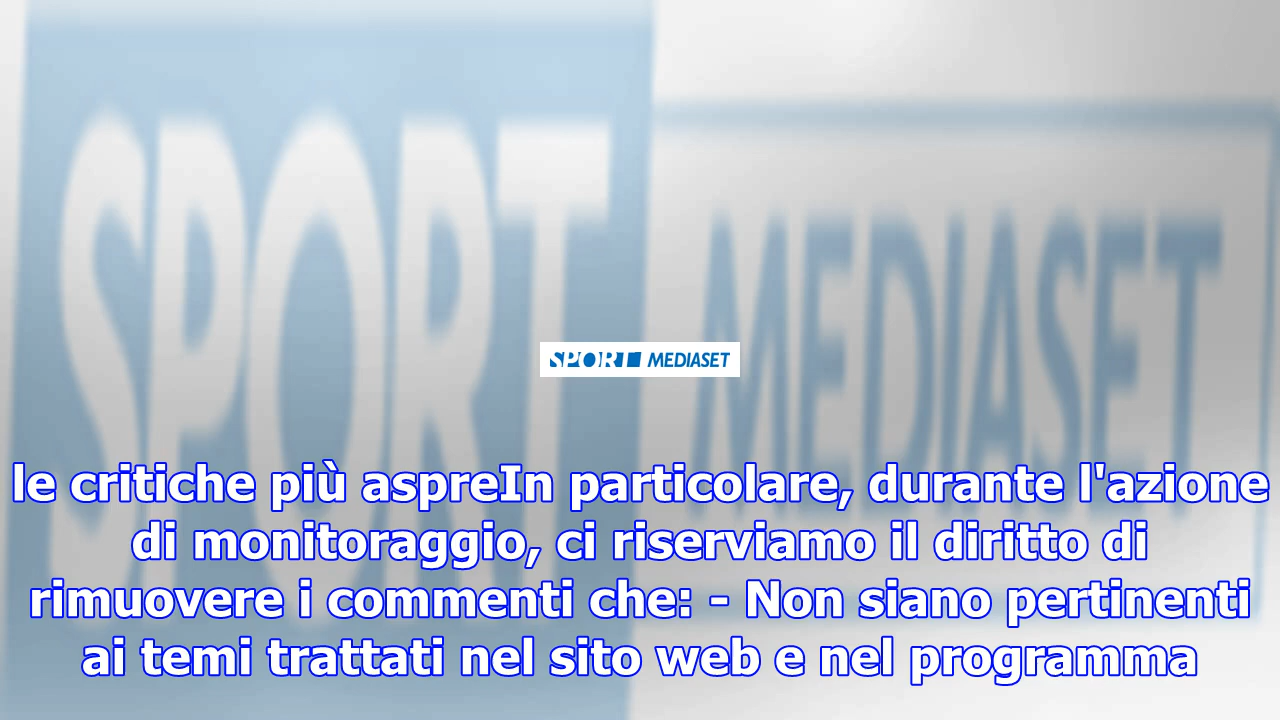 SPORT MEDIASET
SPORT MEDIASET
le critiche più aspreIn particolare, durante l'azione
di monitoraggio, ci riserviamo il diritto di
rimuovere i commenti che: - Non siano pertinenti
ai temi trattati nel sito web e nel programma